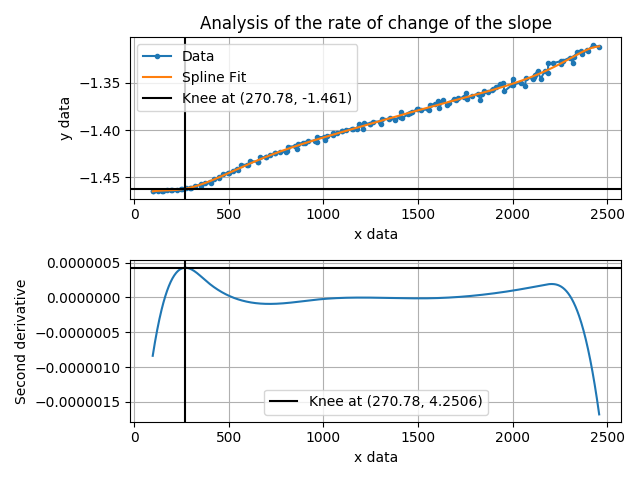 Analysis of the rate of change of the slope
Data
Spline Fit
Knee at (270.78, -1.461)
−1.35
−1.40
−1.45
y data
0
500
1000
1500
2000
2500
x data
0.0000005
0.0000000
−0.0000005
−0.0000010
−0.0000015
Second derivative
Knee at (270.78, 4.2506)
0
500
1000
1500
2000
2500
x data